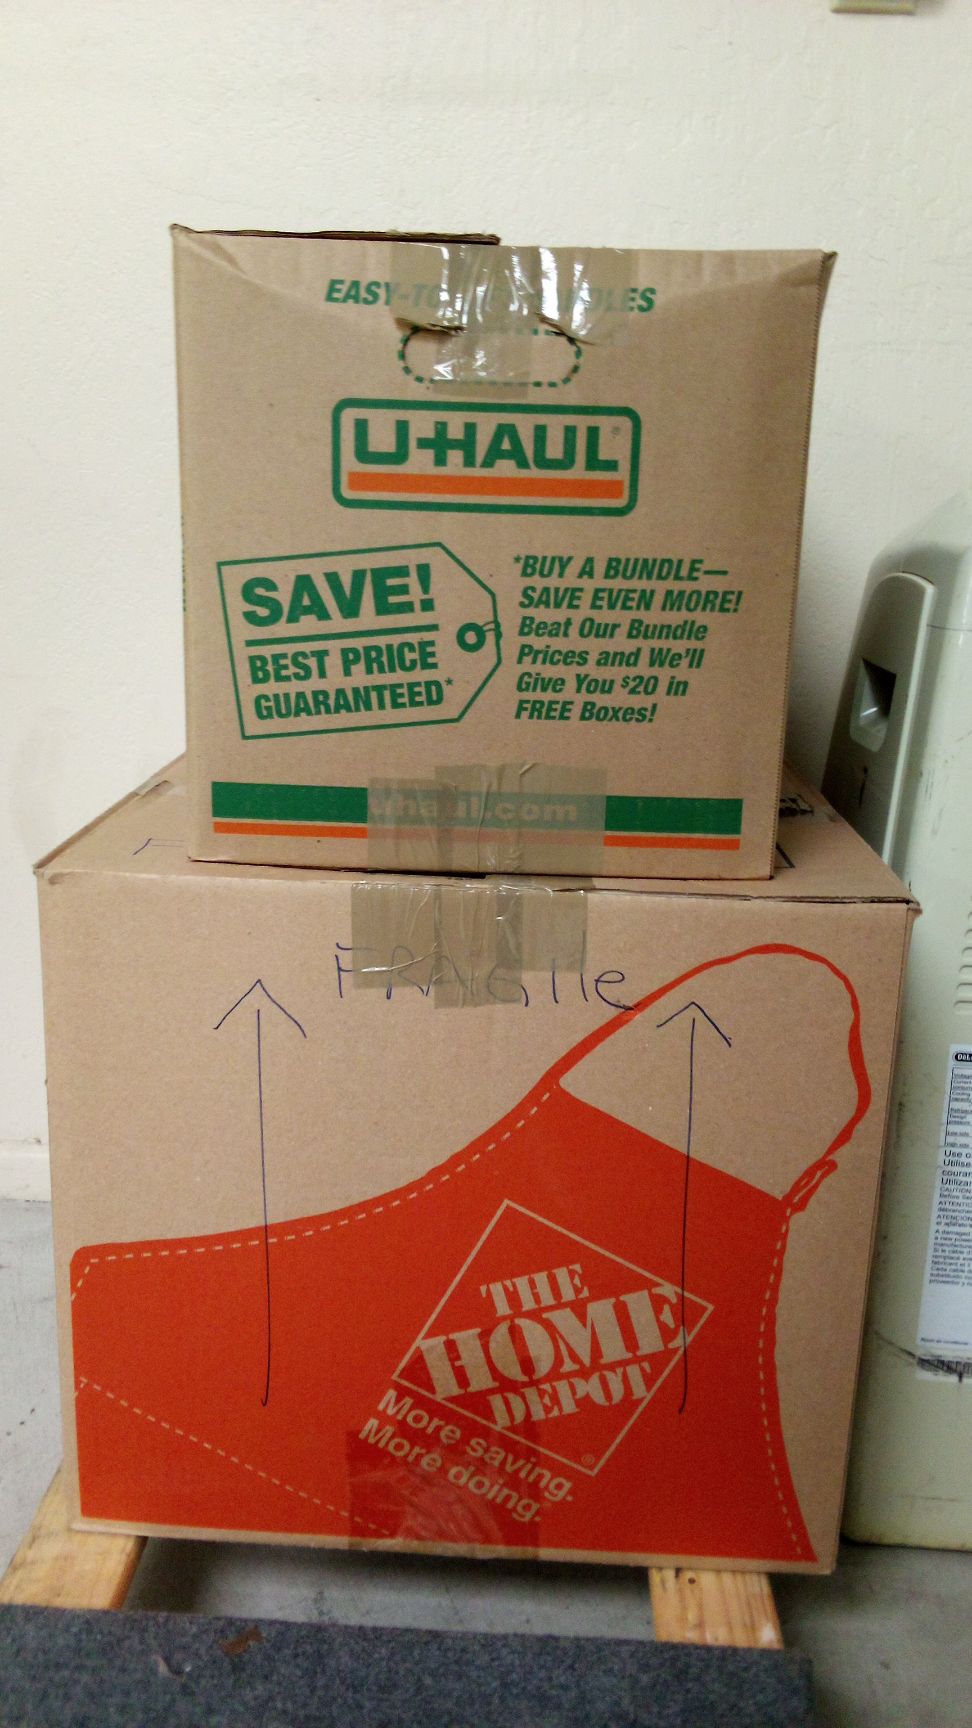 EASY-TO
DLES
U-HAUL®
SAVE!
BEST PRICE
GUARANTEED*
*BUY A BUNDLE—
SAVE EVEN MORE!
Beat Our Bundle
Prices and We'll
Give You $20 in
FREE Boxes!
uhaul.com
FRAGIle
THE
HOME
DEPOT
®
More saving.
More doing.